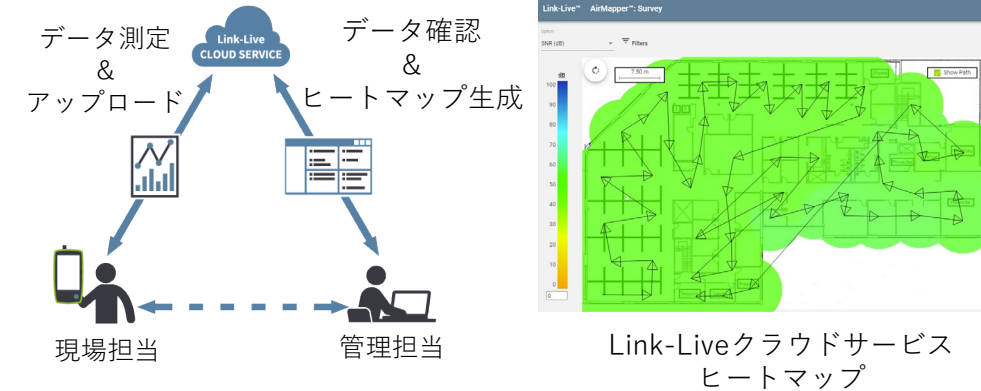 データ測定
&
アップロード
Link-Live
CLOUD SERVICE
データ確認
&
ヒートマップ生成
現場担当
管理担当
Link-Live™ AirMapper™: Survey
Option
SNR (dB)
Filters
dB
100
90
80
70
60
50
40
30
20
10
0
0
7.50 m
Show Path
Link-Liveクラウドサービス
ヒートマップ